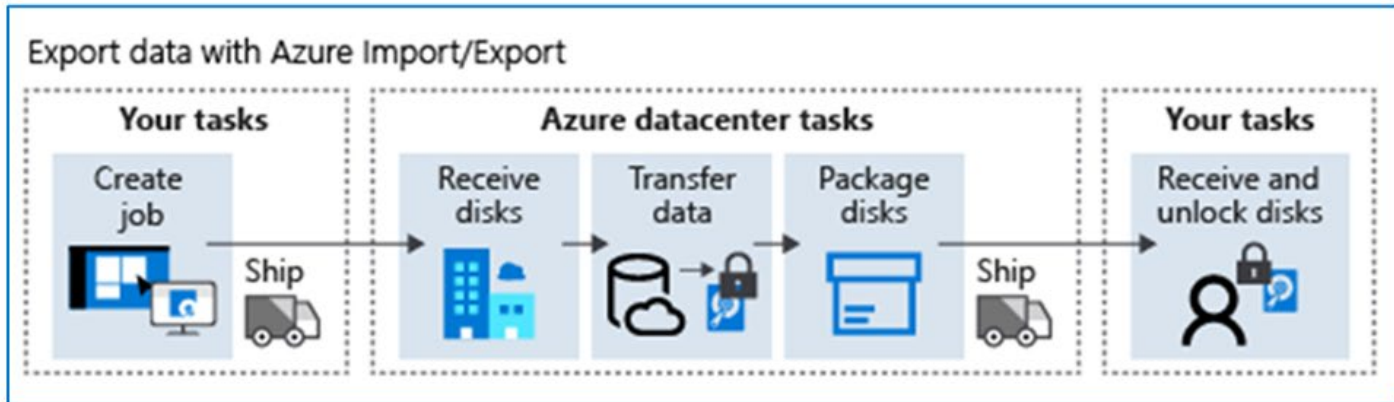 Export data with Azure Import/Export
Your tasks
Create
job
Ship
Azure datacenter tasks
Receive
disks
Transfer
data
Package
disks
Ship
Your tasks
Receive and
unlock disks